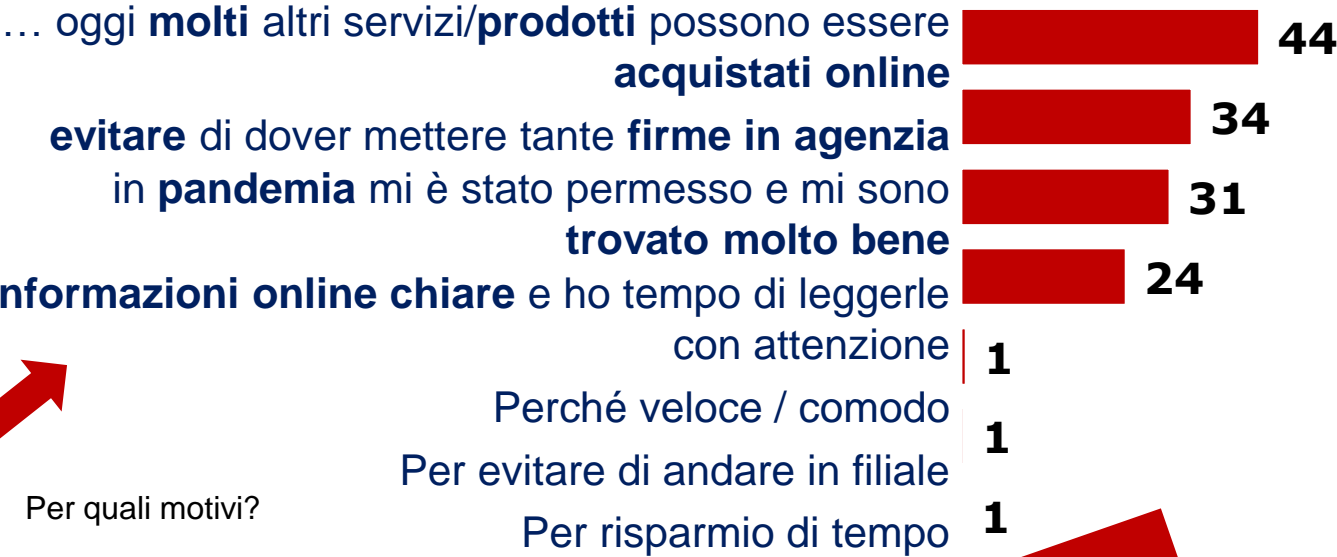 … oggi molti altri servizi/prodotti possono essere
acquistati online
44
evitare di dover mettere tante firme in agenzia
34
in pandemia mi è stato permesso e mi sono
trovato molto bene
31
nformazioni online chiare e ho tempo di leggerle
con attenzione
24
Perché veloce / comodo
1
Per evitare di andare in filiale
1
Per risparmio di tempo
1
Per quali motivi?